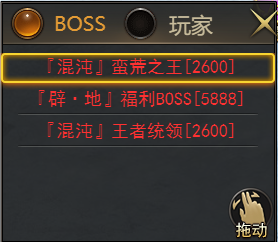 BOSS 玩家
『混沌』蛮荒之王[2600]
『辟·地』福利BOSS[5888]
『混沌』王者统领[2600]
拖动